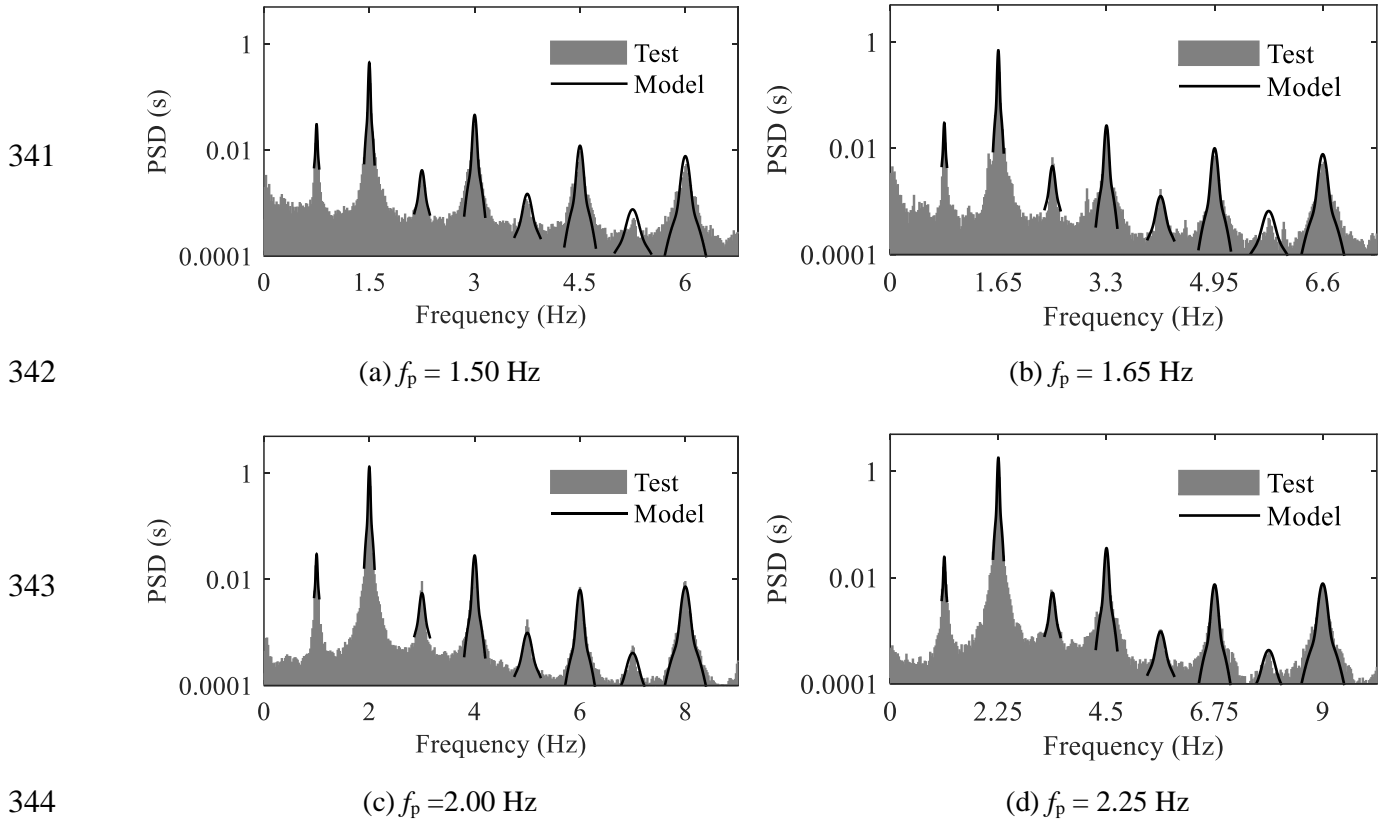 341
1
0.01
0.0001
PSD (s)
Test
Model
0 1.5 3 4.5 6
Frequency (Hz)
1
0.01
0.0001
PSD (s)
Test
Model
0 1.65 3.3 4.95 6.6
Frequency (Hz)
342
(a) fp = 1.50 Hz
(b) fp = 1.65 Hz
343
1
0.01
0.0001
PSD (s)
Test
Model
0 2 4 6 8
Frequency (Hz)
1
0.01
0.0001
PSD (s)
Test
Model
0 2.25 4.5 6.75 9
Frequency (Hz)
344
(c) fp =2.00 Hz
(d) fp = 2.25 Hz